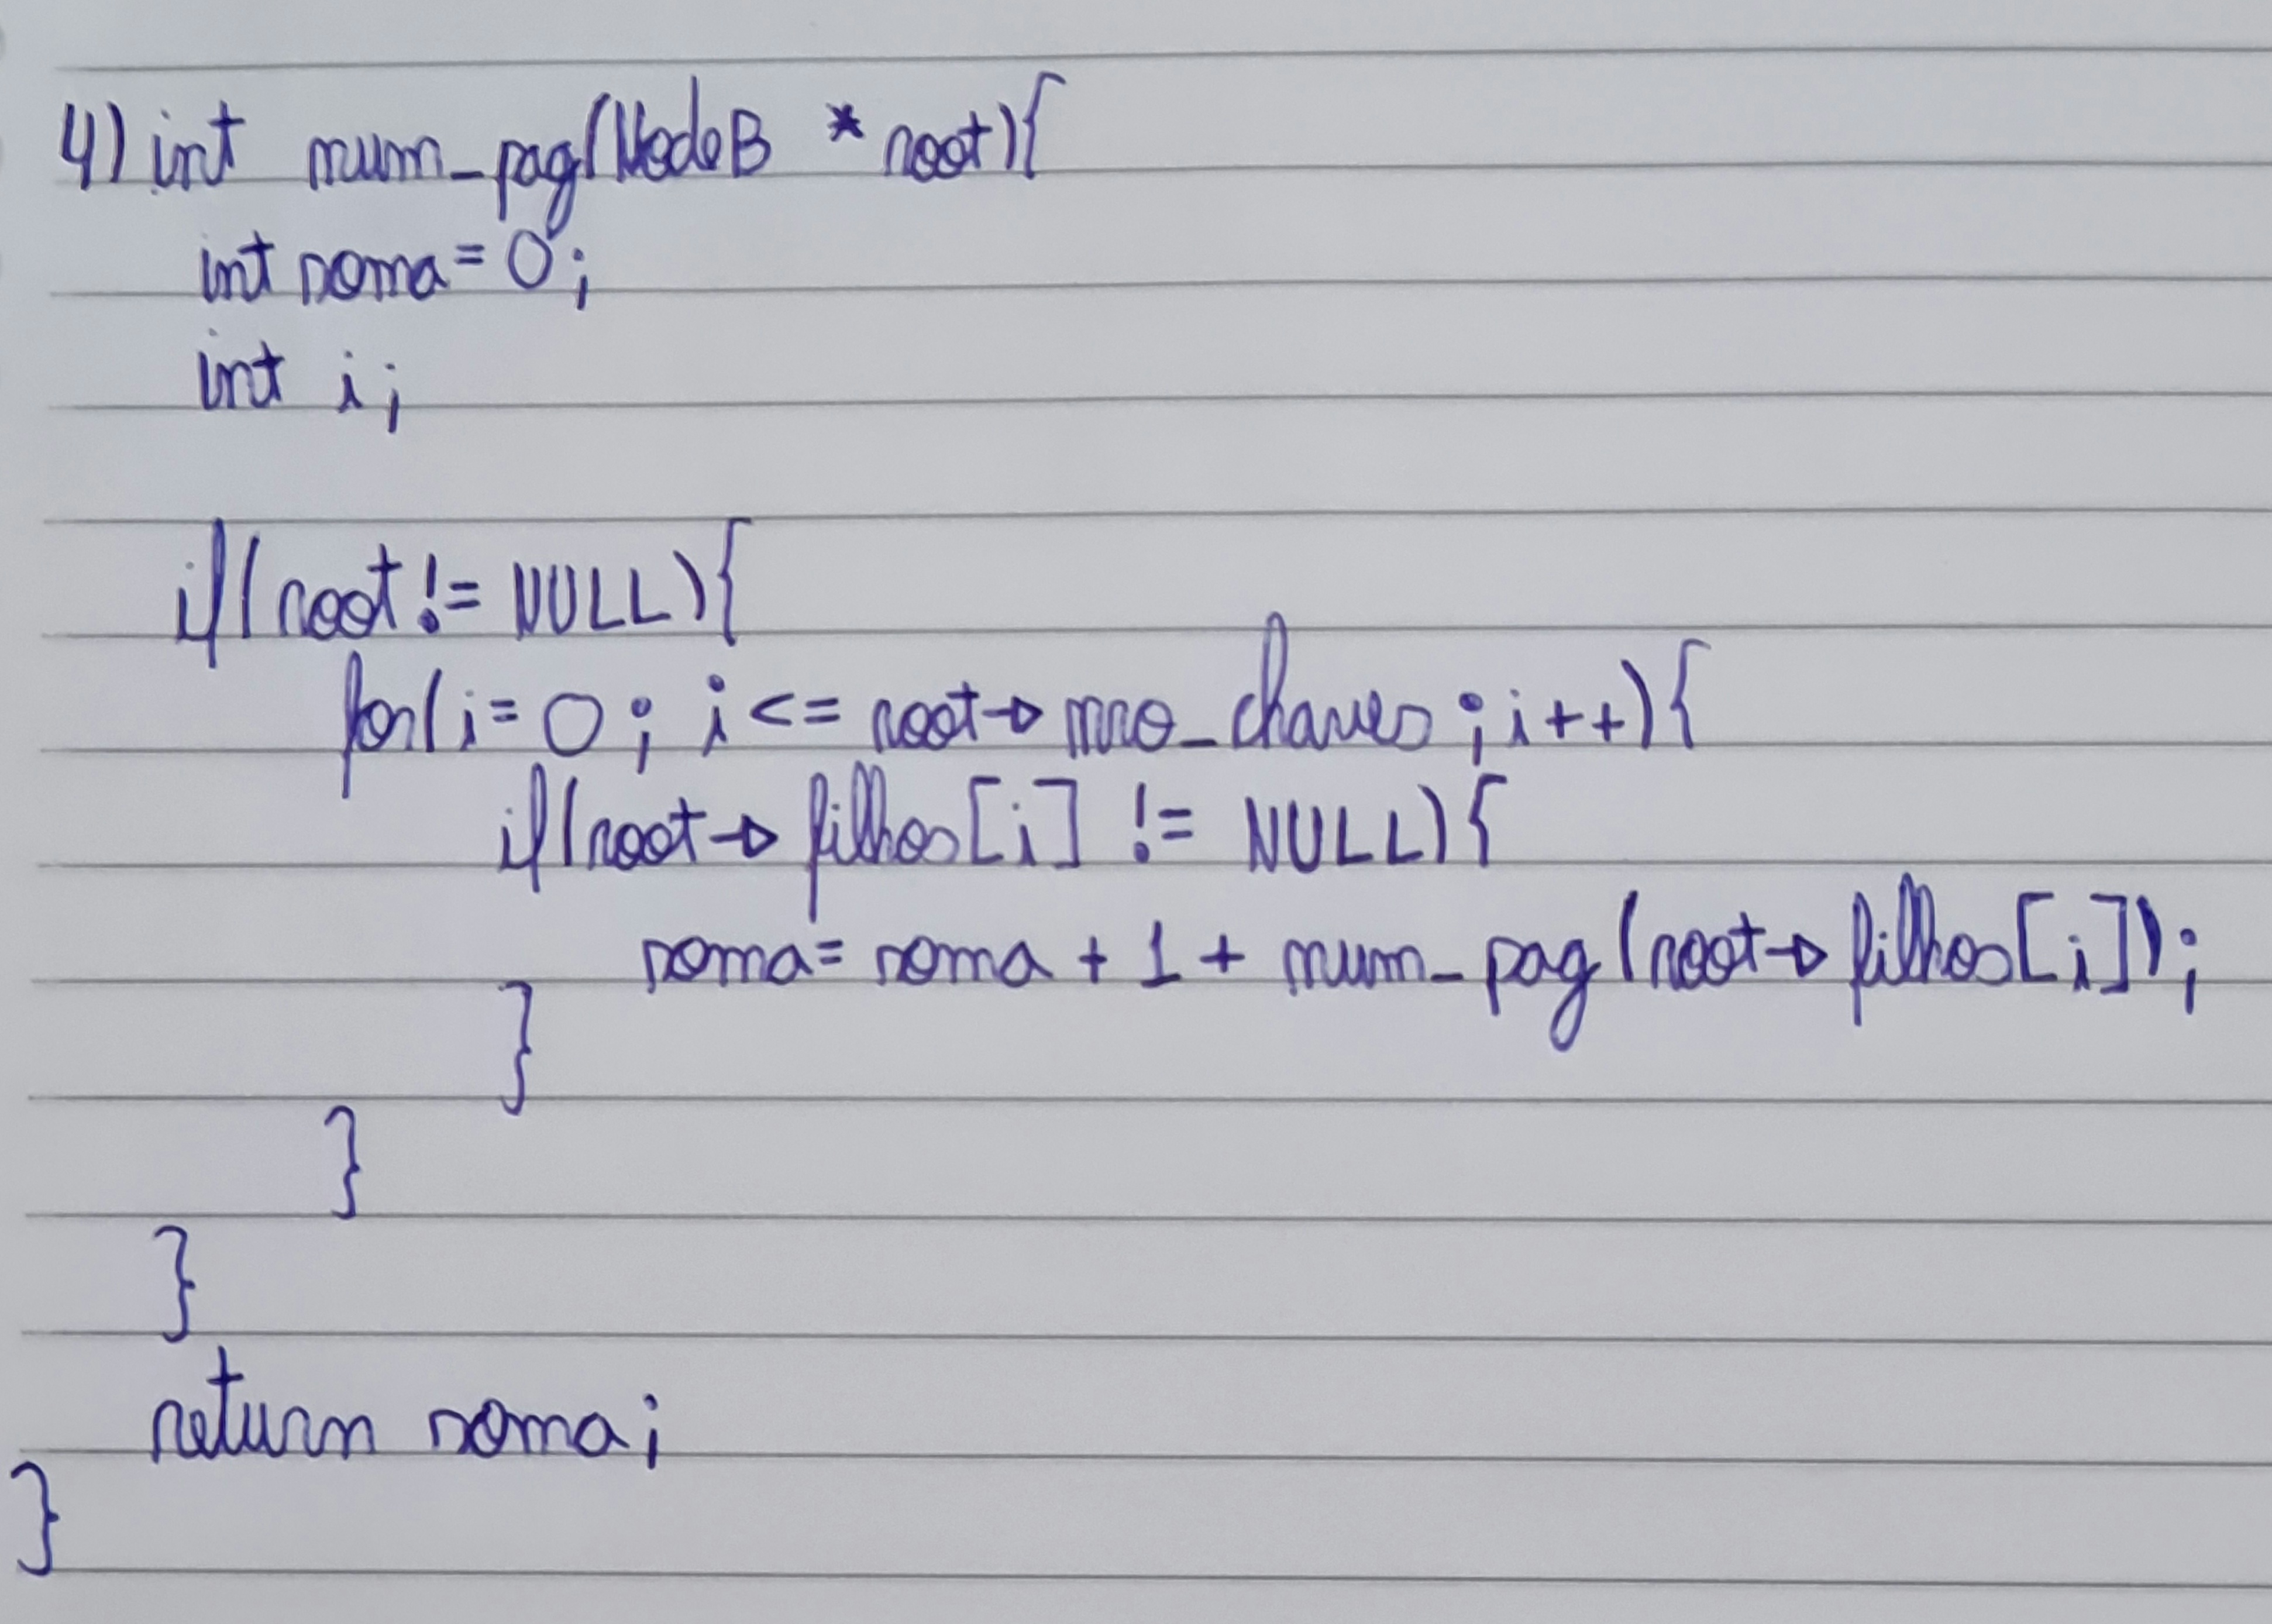 4) int num_pag(NodeB * root){
int soma = 0;
int i;
if(root != NULL){
for(i = 0; i <= root-> nro_chaves; i++){
if(root-> filhos[i] != NULL){
soma = soma + 1 + num_pag(root-> filhos[i]);
}
}
}
return soma;
}